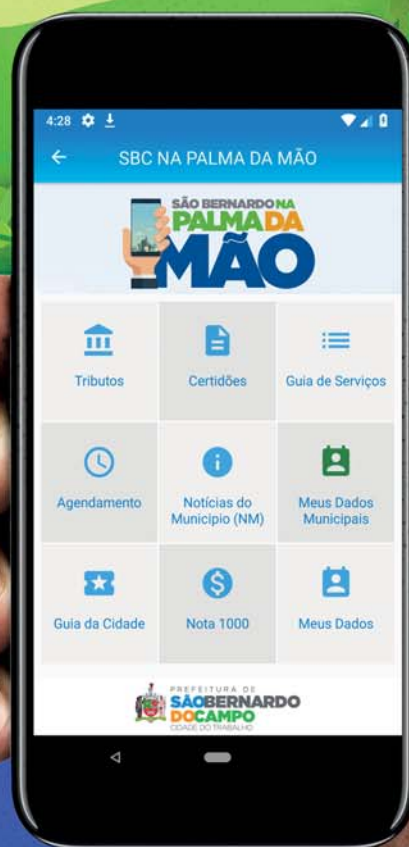 4:28
SBC NA PALMA DA MÃO
SÃO BERNARDO NA
PALMA DA
MÃO
Tributos
Certidões
Guia de Serviços
Agendamento
Notícias do
Município (NM)
Meus Dados
Municipais
Guia da Cidade
Nota 1000
Meus Dados
PREFEITURA DE
SÃO BERNARDO
DO CAMPO
CIDADE DO TRABALHO